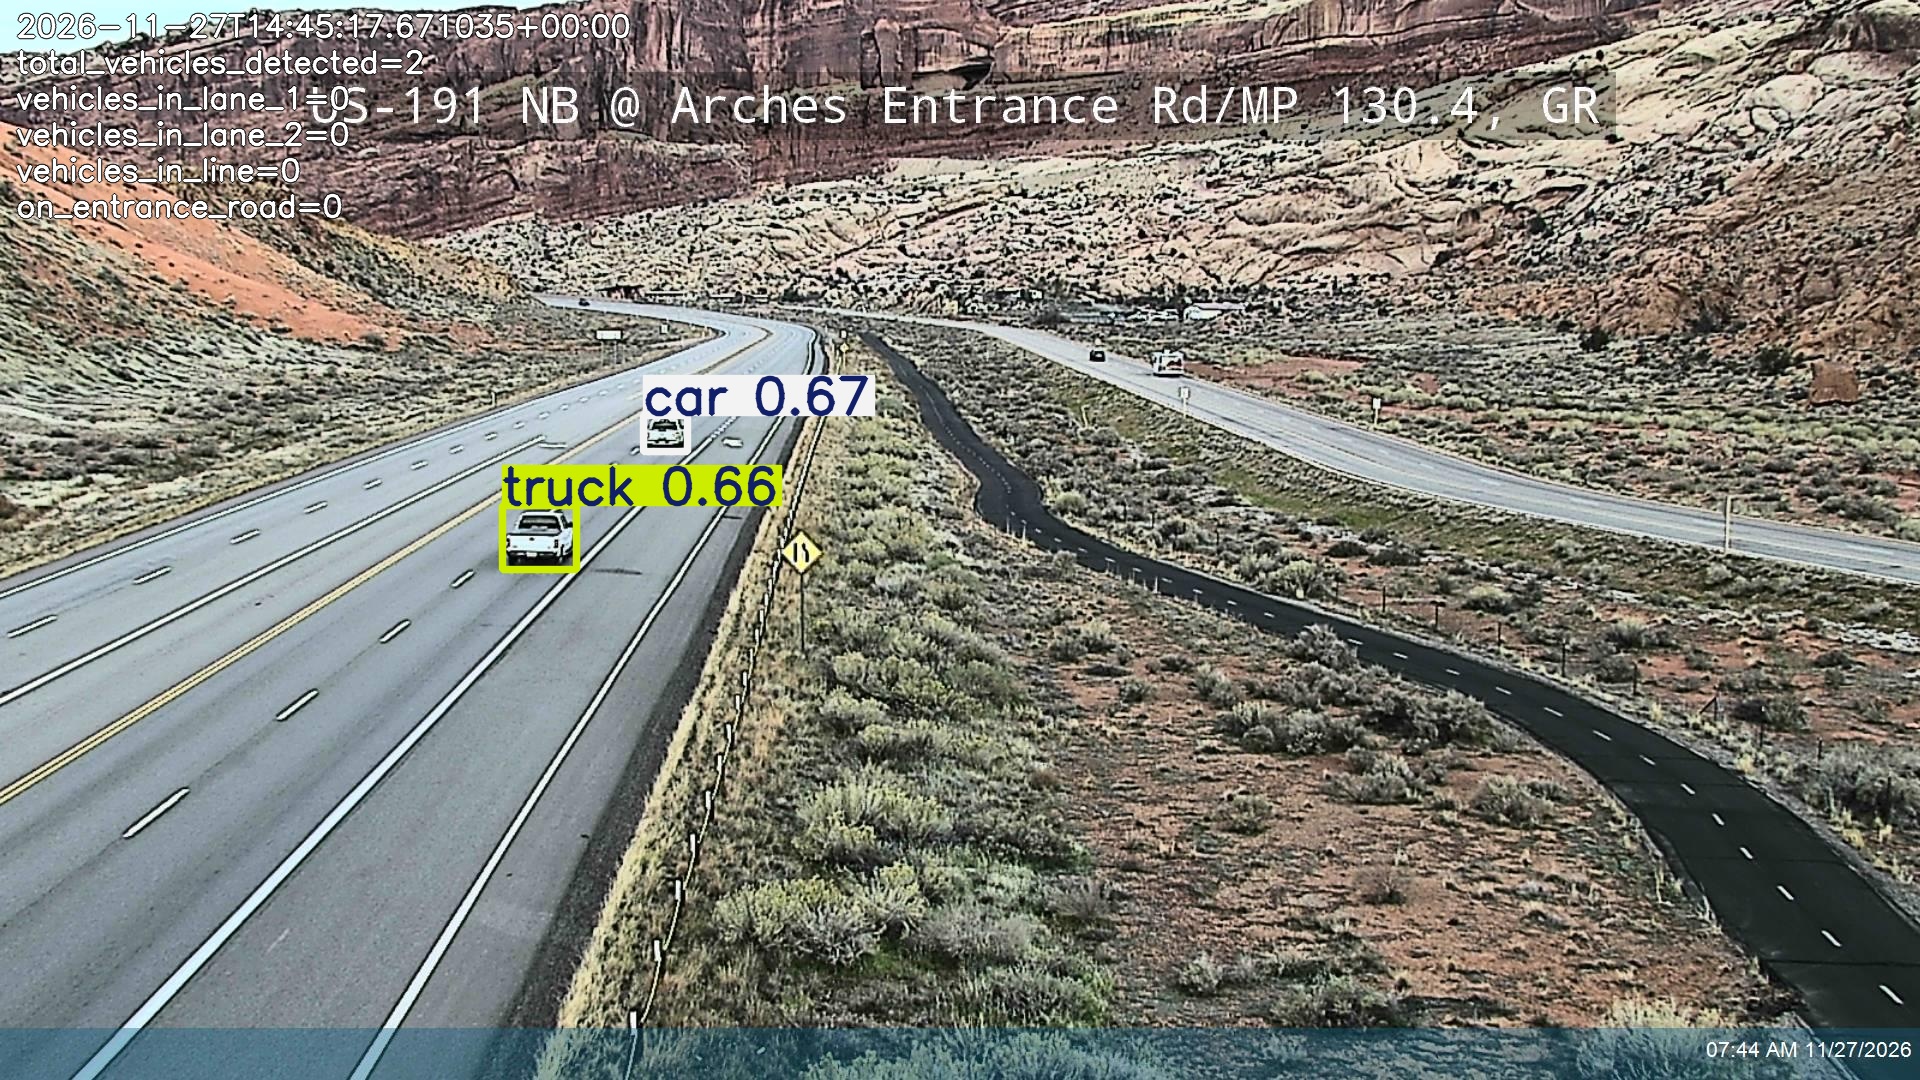 2026-11-27T14:45:17.671035+00:00
total_vehicles_detected=2
vehicles_in_lane_1=0
US-191 NB @ Arches Entrance Rd/MP 130.4, GR
vehicles_in_lane_2=0
vehicles_in_line=0
on_entrance_road=0
car 0.67
truck 0.66
07:44 AM 11/27/2026